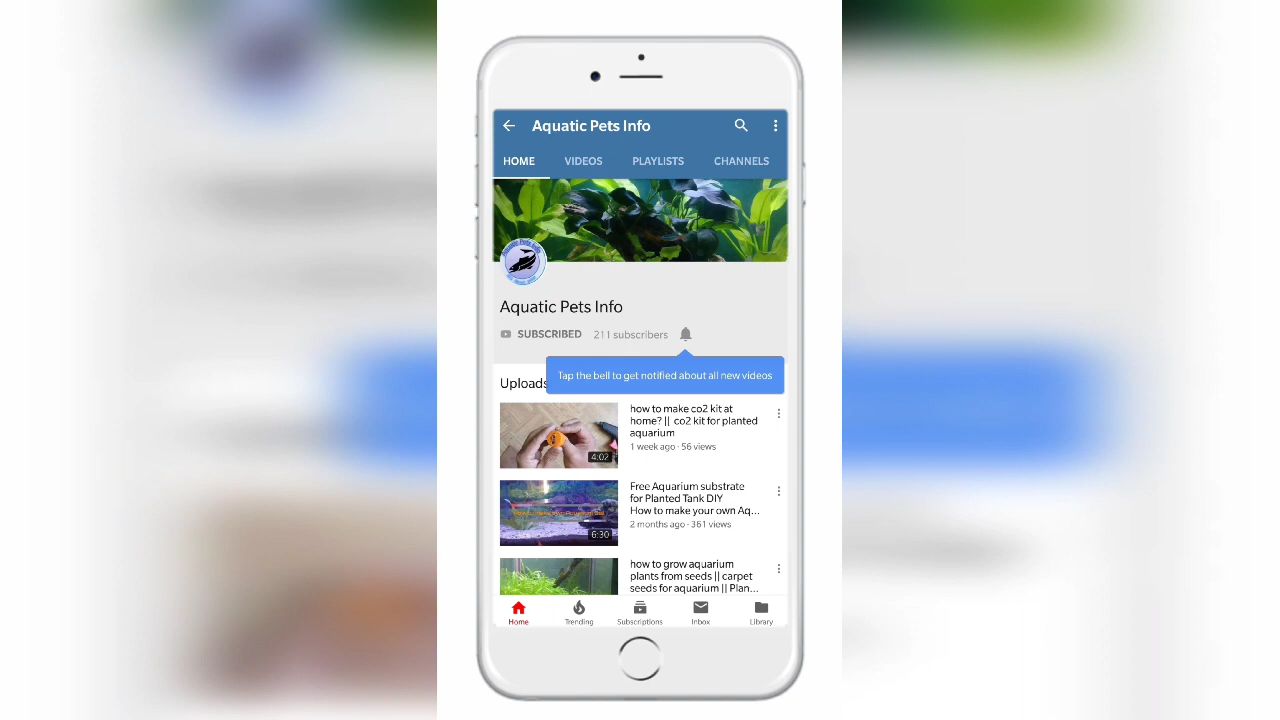 Aquatic Pets Info
HOME VIDEOS PLAYLISTS CHANNELS
Aquatic Pets Info
Aquatic Pets Info
SUBSCRIBED 211 subscribers
Tap the bell to get notified about all new videos
Uploads
how to make co2 kit at
home? || co2 kit for planted
aquarium
1 week ago · 56 views
4:02
Free Aquarium substrate
for Planted Tank DIY
How to make your own Aq...
2 months ago · 361 views
6:30
how to grow aquarium
plants from seeds || carpet
seeds for aquarium || Plan...
Home Trending Subscriptions Inbox Library